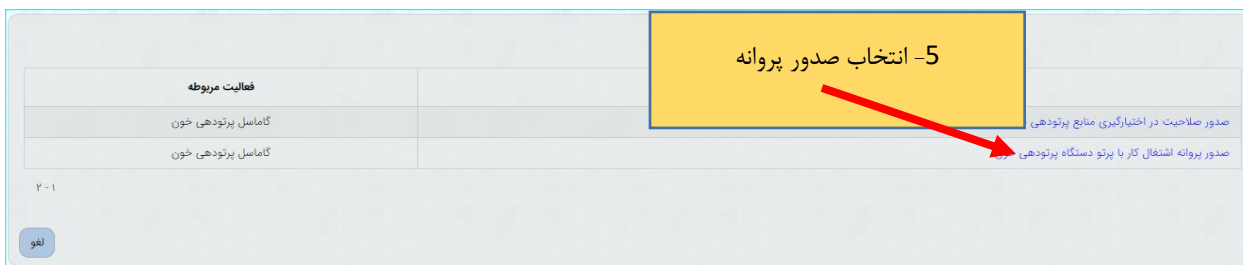 5- انتخاب صدور پروانه
فعالیت مربوطه
صدور صلاحیت در اختیارگیری منابع پرتودهی
گاماسل پرتودهی خون
صدور پروانه اشتغال کار با پرتو دستگاه پرتودهی خون
گاماسل پرتودهی خون
۱ - ۲
لغو